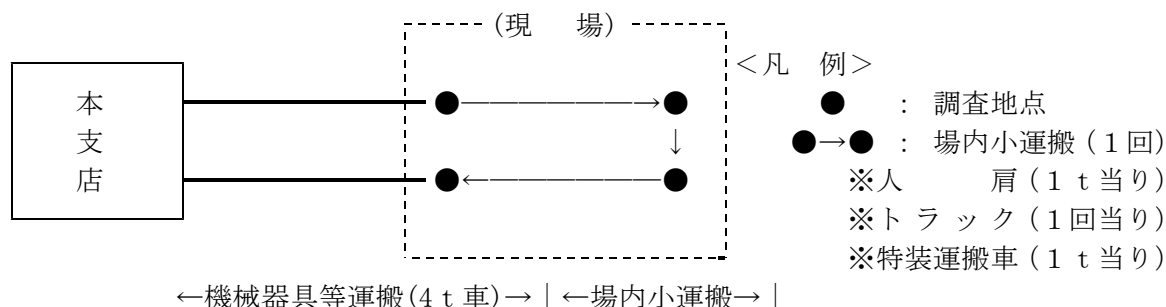 (現　場)
本
支
店
●―――――――→●
↓
●←―――――――●
＜凡　例＞
●　：　調査地点
●→●　：　場内小運搬(１回)
※人　　肩(１ｔ当り)
※トラック(１回当り)
※特装運搬車(１ｔ当り)
←機械器具等運搬(4ｔ車)→｜←場内小運搬→｜